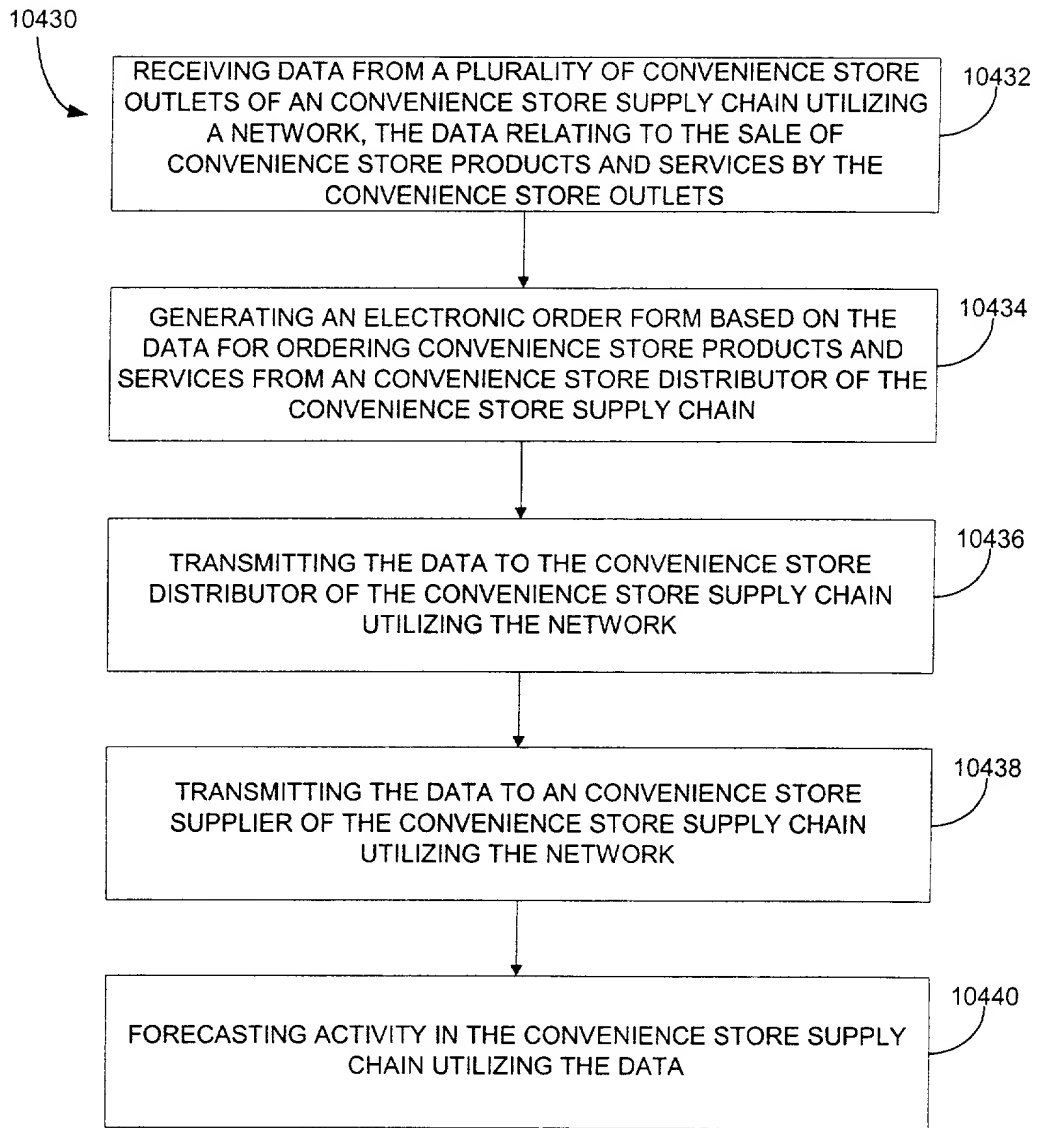 10430
RECEIVING DATA FROM A PLURALITY OF CONVENIENCE STORE
OUTLETS OF AN CONVENIENCE STORE SUPPLY CHAIN UTILIZING
A NETWORK, THE DATA RELATING TO THE SALE OF
CONVENIENCE STORE PRODUCTS AND SERVICES BY THE
CONVENIENCE STORE OUTLETS
10432
GENERATING AN ELECTRONIC ORDER FORM BASED ON THE
DATA FOR ORDERING CONVENIENCE STORE PRODUCTS AND
SERVICES FROM AN CONVENIENCE STORE DISTRIBUTOR OF THE
CONVENIENCE STORE SUPPLY CHAIN
10434
TRANSMITTING THE DATA TO THE CONVENIENCE STORE
DISTRIBUTOR OF THE CONVENIENCE STORE SUPPLY CHAIN
UTILIZING THE NETWORK
10436
TRANSMITTING THE DATA TO AN CONVENIENCE STORE
SUPPLIER OF THE CONVENIENCE STORE SUPPLY CHAIN
UTILIZING THE NETWORK
10438
FORECASTING ACTIVITY IN THE CONVENIENCE STORE SUPPLY
CHAIN UTILIZING THE DATA
10440